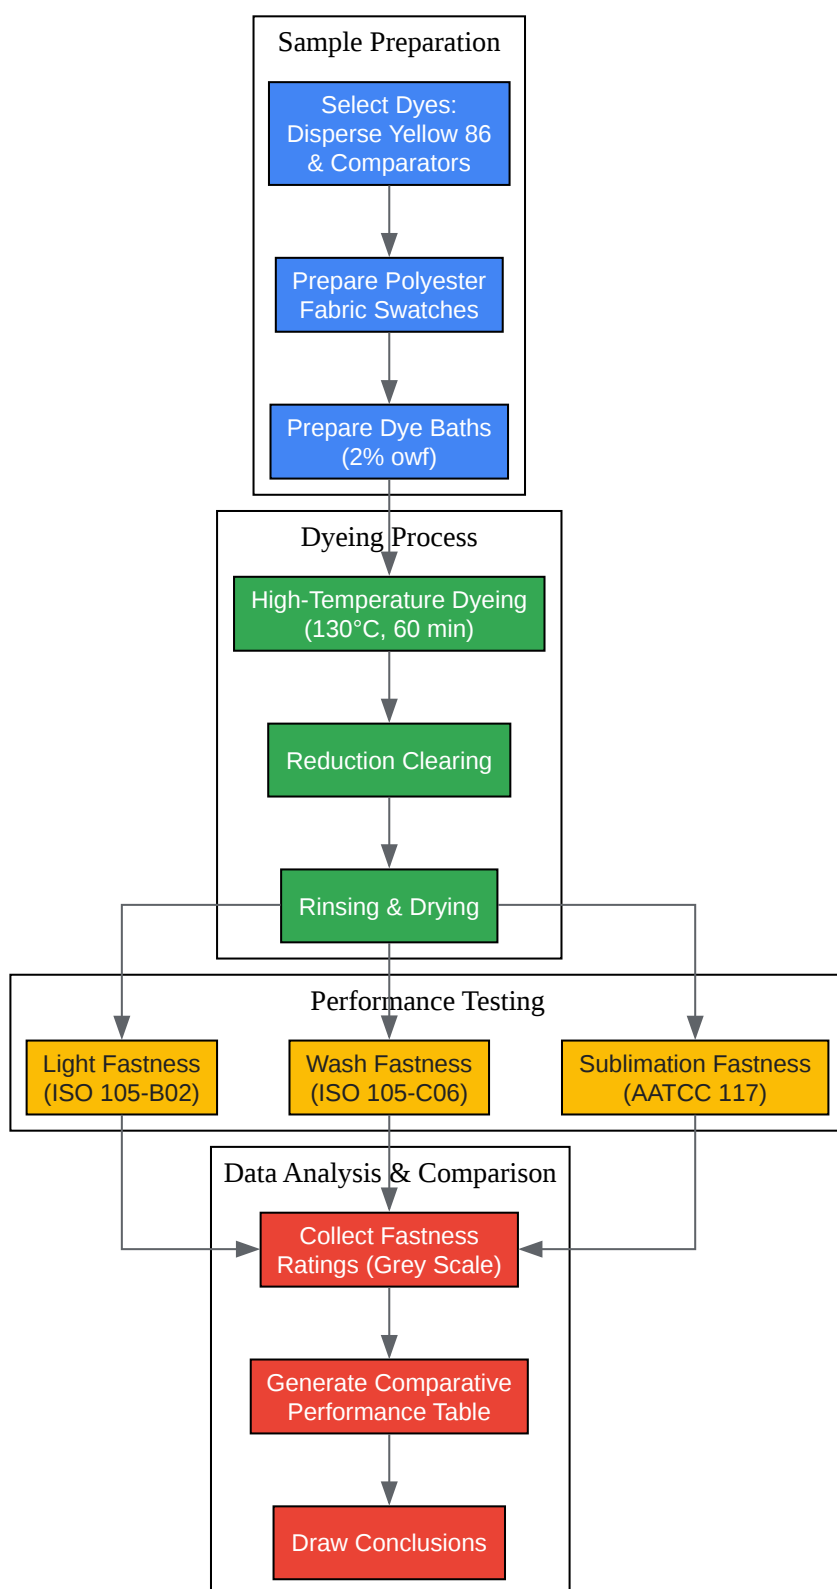 Sample Preparation
Select Dyes:
Disperse Yellow 86
& Comparators
Prepare Polyester
Fabric Swatches
Prepare Dye Baths
(2% owf)
Dyeing Process
High-Temperature Dyeing
(130°C, 60 min)
Reduction Clearing
Rinsing & Drying
Performance Testing
Light Fastness
(ISO 105-B02)
Wash Fastness
(ISO 105-C06)
Sublimation Fastness
(AATCC 117)
Data Analysis & Comparison
Collect Fastness
Ratings (Grey Scale)
Generate Comparative
Performance Table
Draw Conclusions